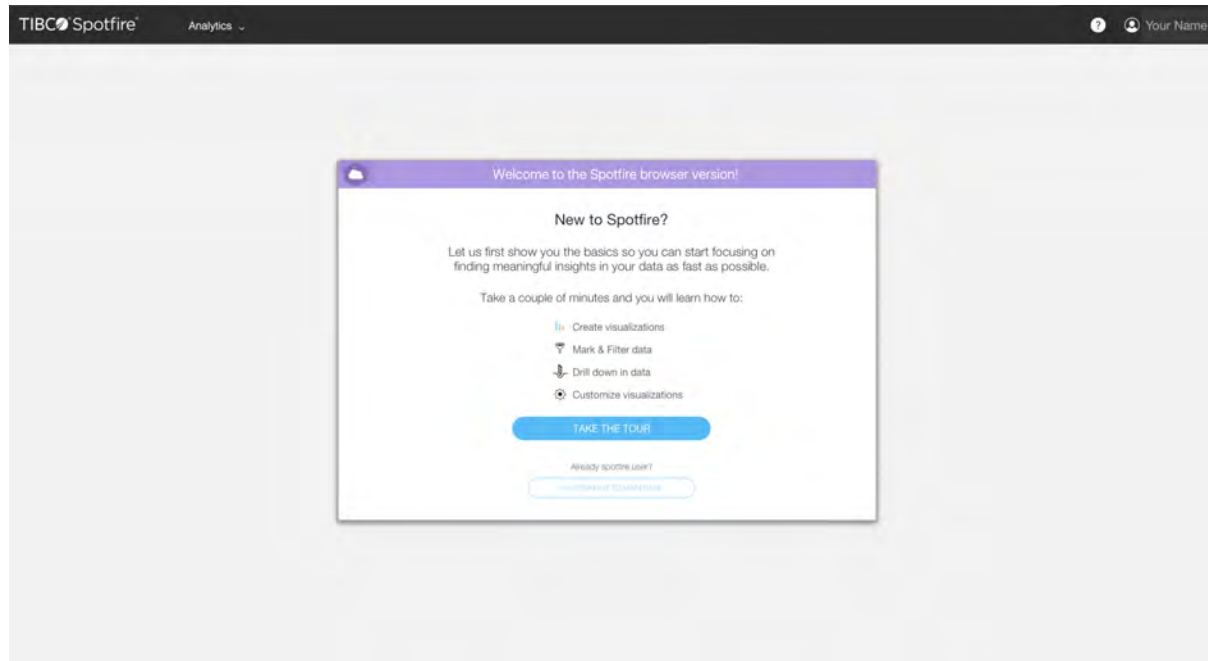 TIBCO Spotfire®
Analytics
?
Your Name
Welcome to the Spotfire browser version!
New to Spotfire?
Let us first show you the basics so you can start focusing on
finding meaningful insights in your data as fast as possible.
Take a couple of minutes and you will learn how to:
Create visualizations
Mark & Filter data
Drill down in data
Customize visualizations
TAKE THE TOUR
Already spotfire user?